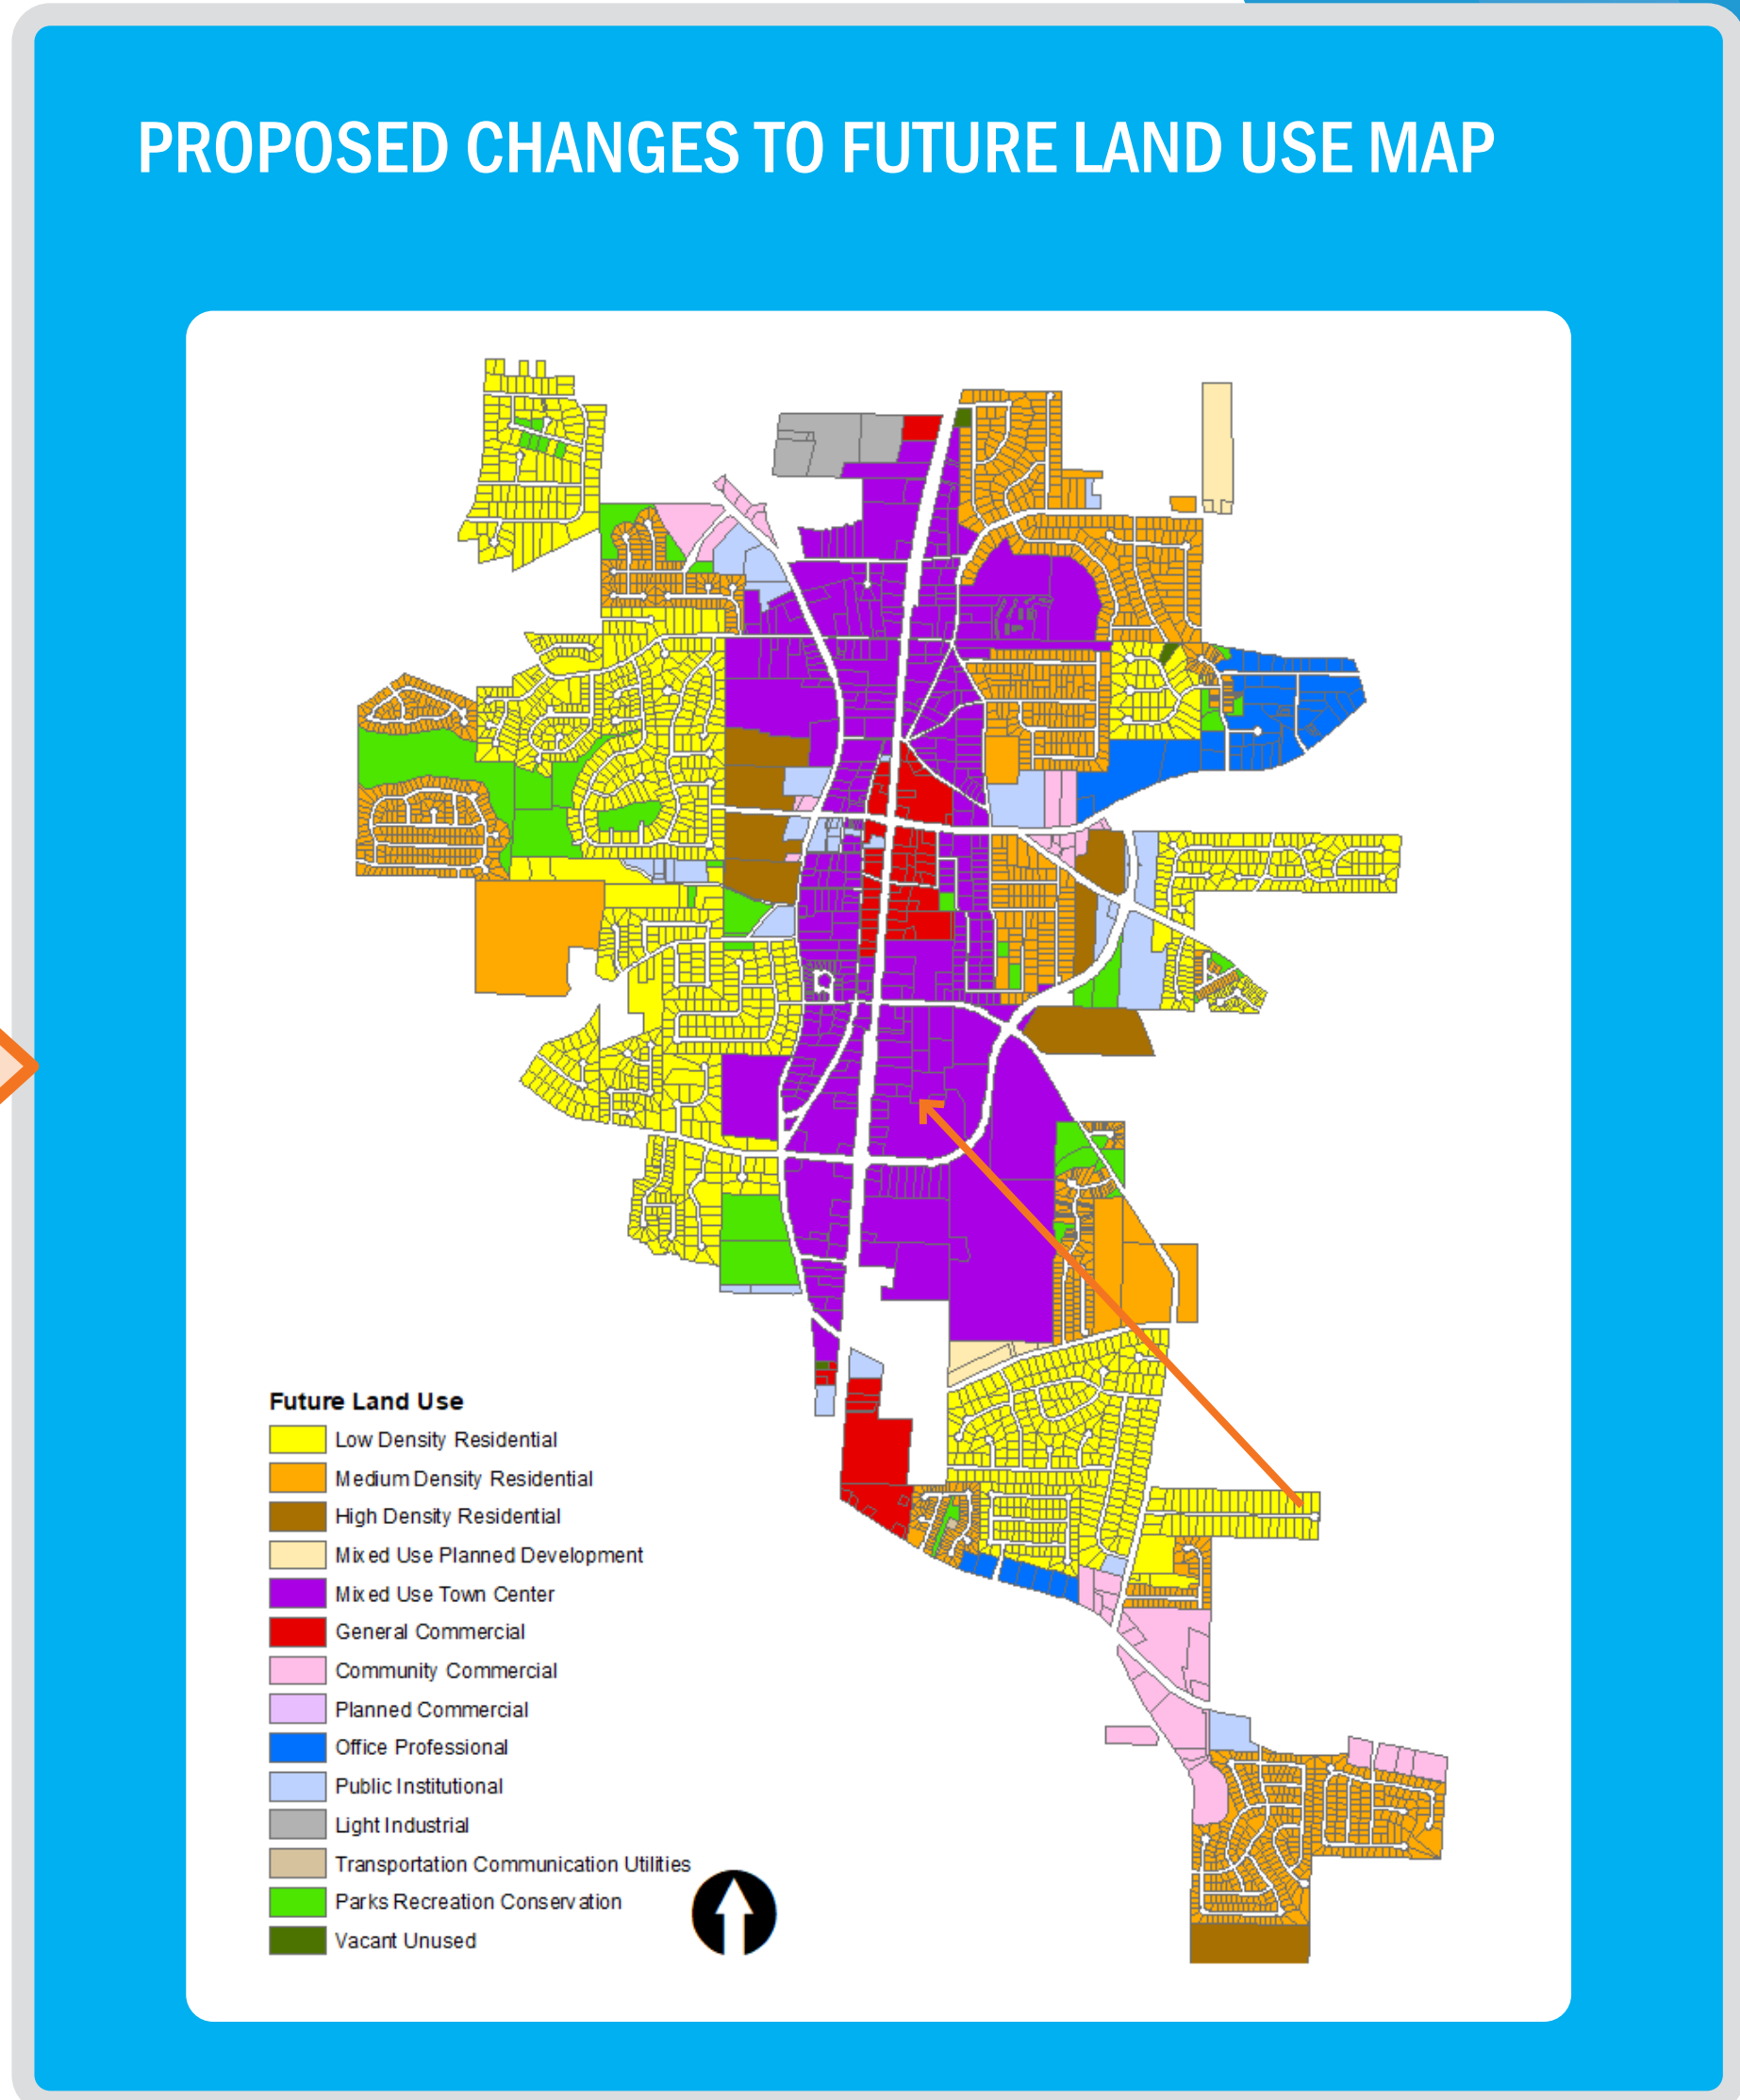 PROPOSED CHANGES TO FUTURE LAND USE MAP
Future Land Use
Low Density Residential
Medium Density Residential
High Density Residential
Mixed Use Planned Development
Mixed Use Town Center
General Commercial
Community Commercial
Planned Commercial
Office Professional
Public Institutional
Light Industrial
Transportation Communication Utilities
Parks Recreation Conservation
Vacant Unused